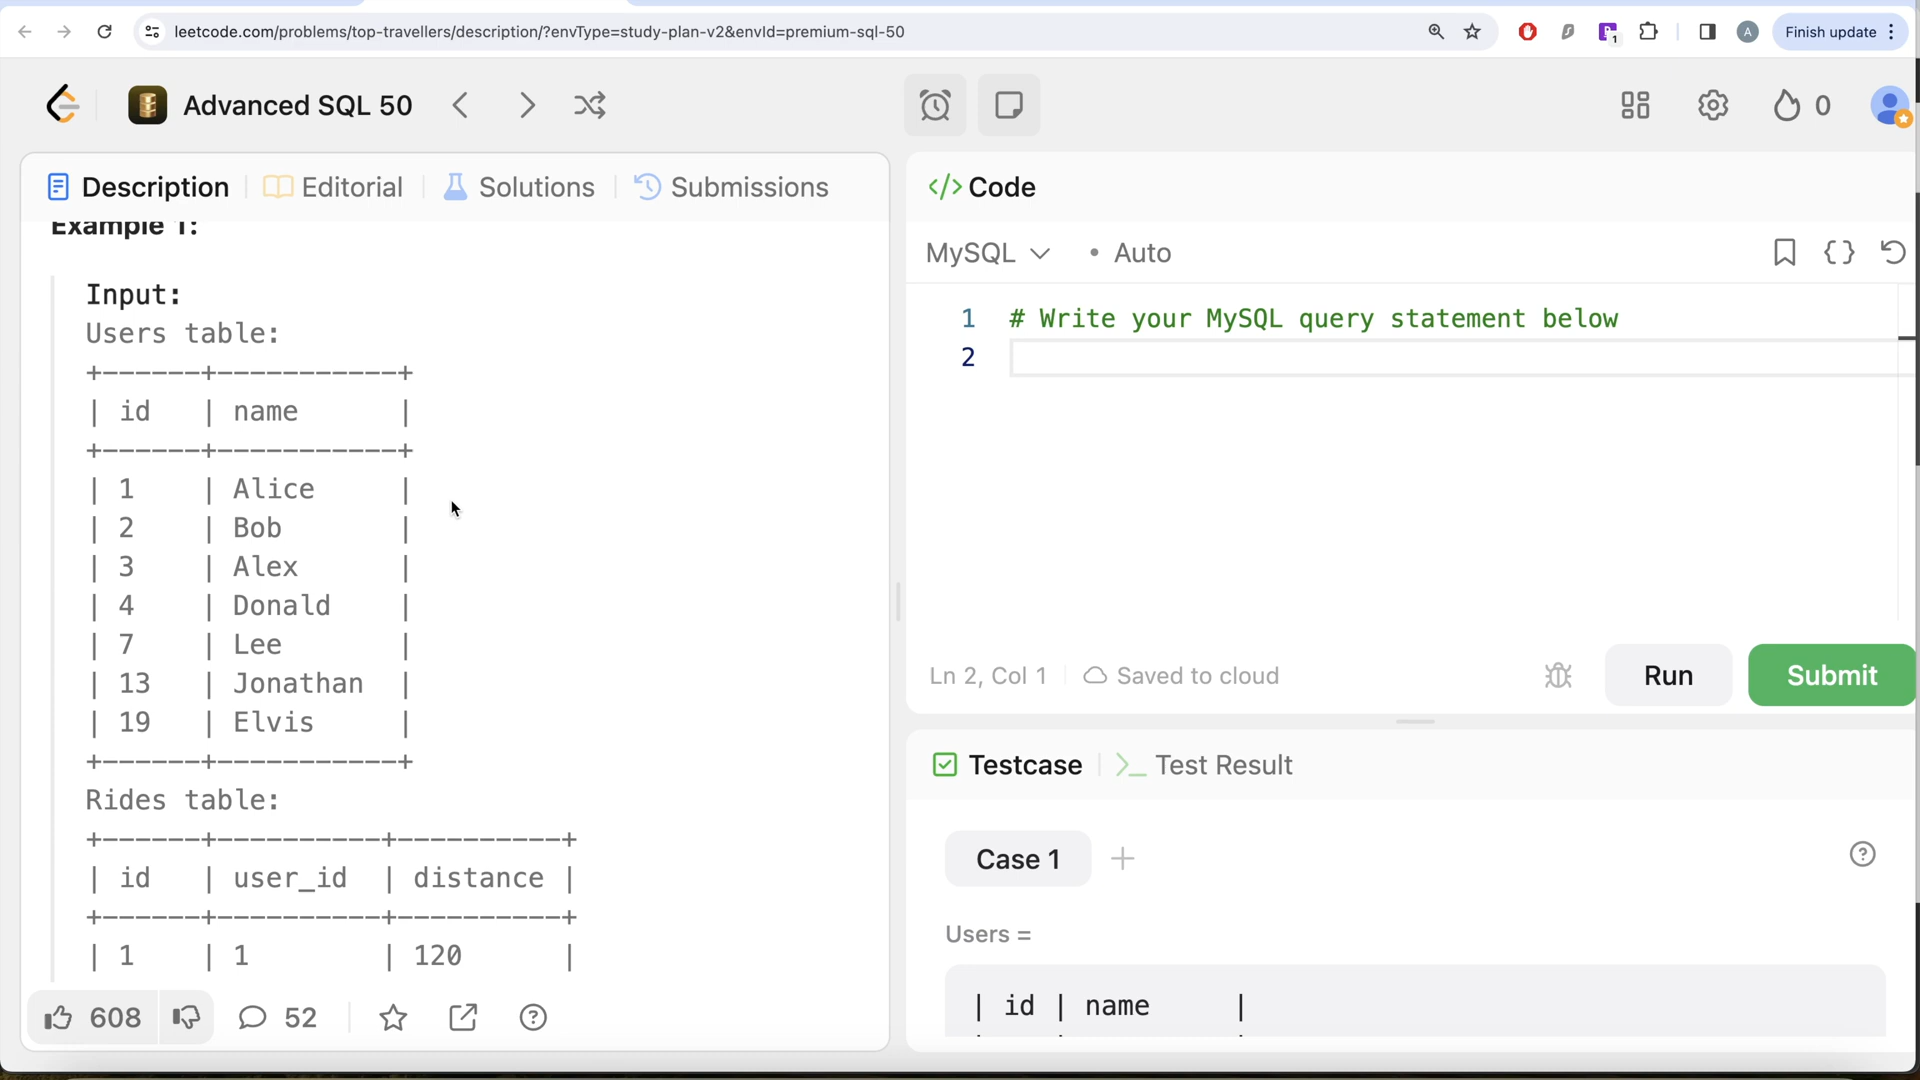 leetcode.com/problems/top-travellers/description/?envType=study-plan-v2&envId=premium-sql-50
1
A
Finish update
Advanced SQL 50
0
Description
Editorial
Solutions
Submissions
Example 1:
Input:
Users table:
+------+-----------+
| id   | name      |
+------+-----------+
| 1    | Alice     |
| 2    | Bob       |
| 3    | Alex      |
| 4    | Donald    |
| 7    | Lee       |
| 13   | Jonathan  |
| 19   | Elvis     |
+------+-----------+
Rides table:
+------+----------+----------+
| id   | user_id  | distance |
+------+----------+----------+
| 1    | 1        | 120      |
608
52
</> Code
MySQL
• Auto
{}
1 # Write your MySQL query statement below
2
Ln 2, Col 1
Saved to cloud
Run
Submit
Testcase
>_ Test Result
Case 1
+
Users =
| id | name     |